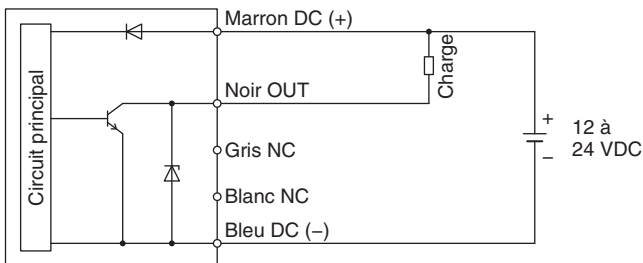 Marron DC (+)
Circuit principal
Noir OUT
Charge
Gris NC
Blanc NC
Bleu DC (−)
+
12 à
24 VDC
−